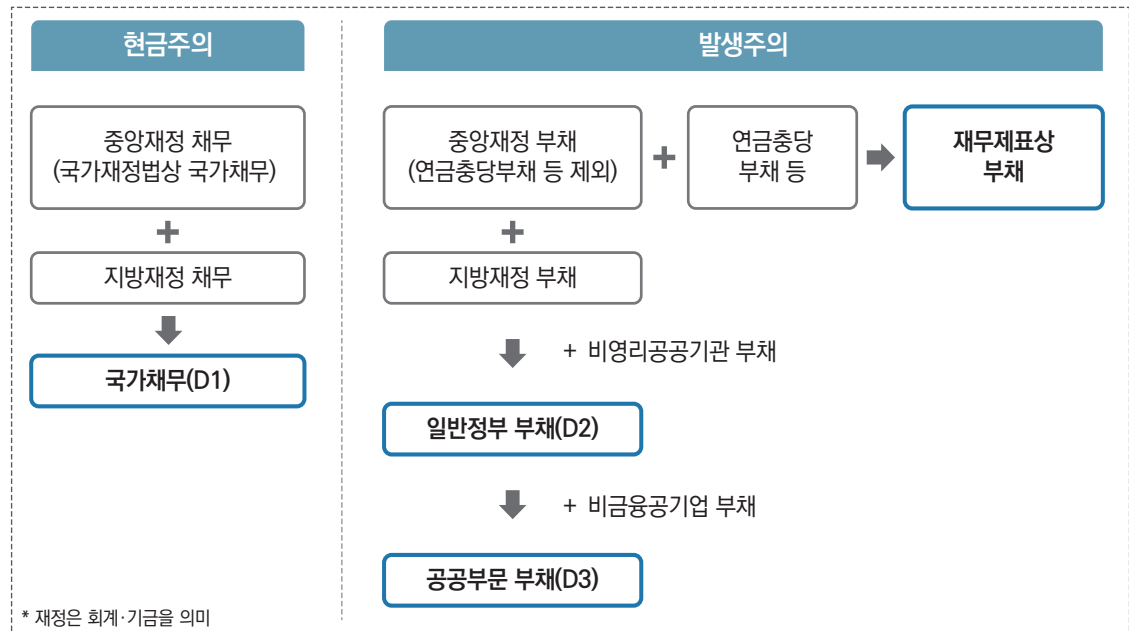 현금주의
중앙재정 채무
(국가재정법상 국가채무)
+
지방재정 채무
국가채무(D1)
발생주의
중앙재정 부채
(연금충당부채 등 제외)
+
연금충당
부채 등
재무제표상
부채
+
지방재정 부채
+ 비영리공공기관 부채
일반정부 부채(D2)
+ 비금융공기업 부채
공공부문 부채(D3)
* 재정은 회계·기금을 의미